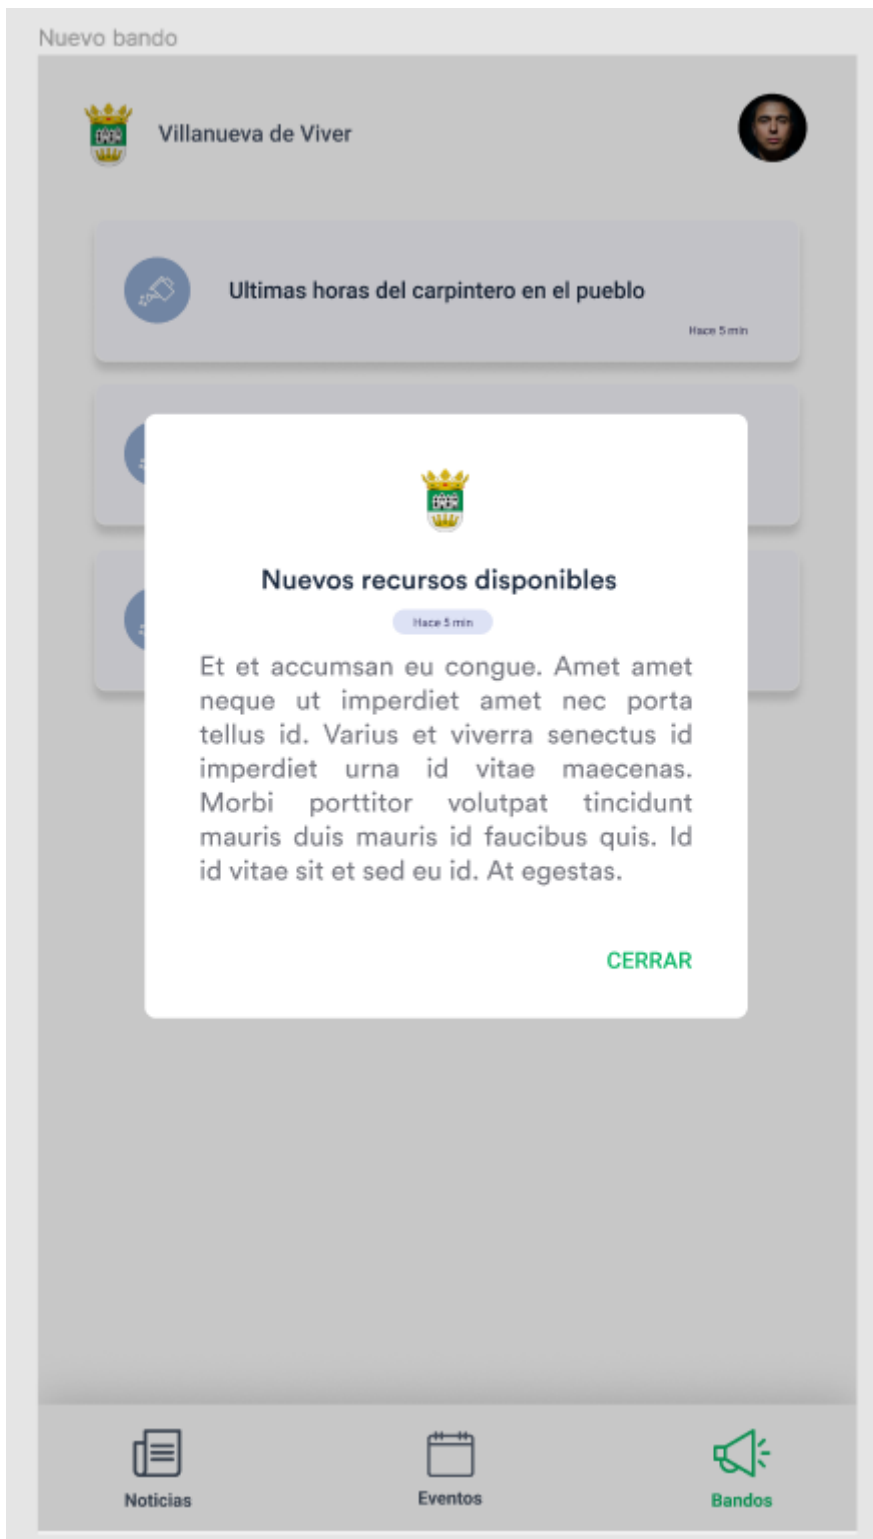 Nuevo bando
Villanueva de Viver
Ultimas horas del carpintero en el pueblo
Hace 5 min
Nuevos recursos disponibles
Hace 5 min
Et et accumsan eu congue. Amet amet
neque ut imperdiet amet nec porta
tellus id. Varius et viverra senectus id
imperdiet urna id vitae maecenas.
Morbi porttitor volutpat tincidunt
mauris duis mauris id faucibus quis. Id
id vitae sit et sed eu id. At egestas.
CERRAR
Noticias
Eventos
Bandos